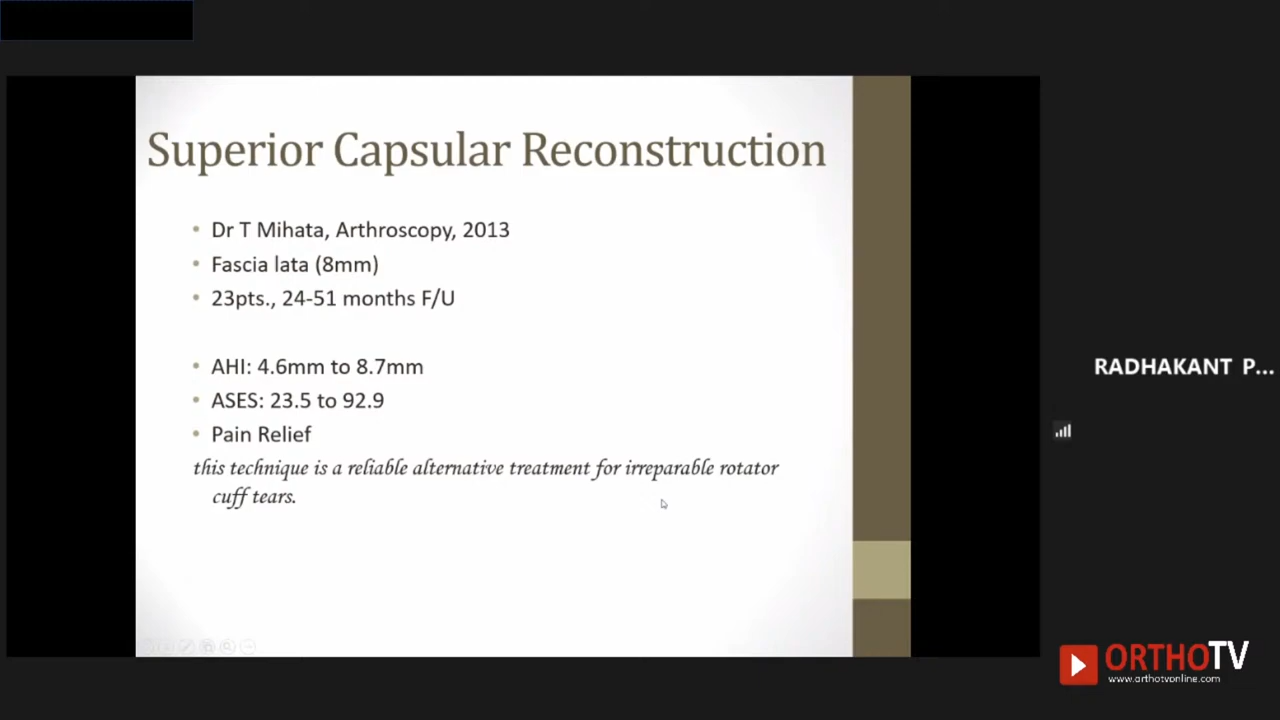 Superior Capsular Reconstruction
• Dr T Mihata, Arthroscopy, 2013
• Fascia lata (8mm)
• 23pts., 24-51 months F/U
• AHI: 4.6mm to 8.7mm
• ASES: 23.5 to 92.9
• Pain Relief
this technique is a reliable alternative treatment for irreparable rotator
cuff tears.
RADHAKANT P...
ORTHOTV
www.orthotvonline.com